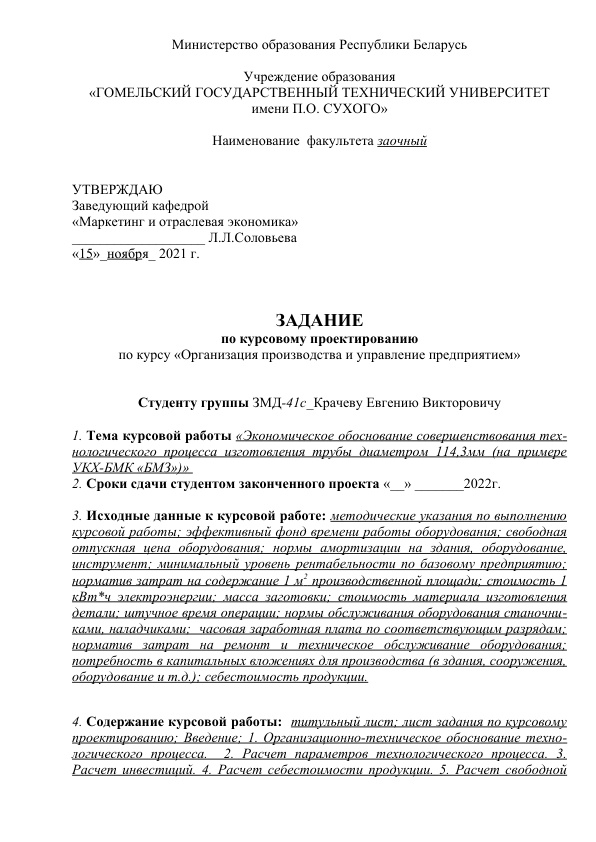 Министерство образования Республики Беларусь
Учреждение образования
«ГОМЕЛЬСКИЙ ГОСУДАРСТВЕННЫЙ ТЕХНИЧЕСКИЙ УНИВЕРСИТЕТ
имени П.О. СУХОГО»
Наименование факультета заочный
УТВЕРЖДАЮ
Заведующий кафедрой
«Маркетинг и отраслевая экономика»
___________________ Л.Л.Соловьева
«15»_ноября_ 2021 г.
ЗАДАНИЕ
по курсовому проектированию
по курсу «Организация производства и управление предприятием»
Студенту группы ЗМД-41с_Крачеву Евгению Викторовичу
1. Тема курсовой работы «Экономическое обоснование совершенствования тех-
нологического процесса изготовления трубы диаметром 114,3мм (на примере
УКХ-БМК «БМЗ»)»
2. Сроки сдачи студентом законченного проекта «__» _______2022г.
3. Исходные данные к курсовой работе: методические указания по выполнению
курсовой работы; эффективный фонд времени работы оборудования; свободная
отпускная цена оборудования; нормы амортизации на здания, оборудование,
инструмент; минимальный уровень рентабельности по базовому предприятию;
норматив затрат на содержание 1 м² производственной площади; стоимость 1
кВт*ч электроэнергии; масса заготовки; стоимость материала изготовления
детали; штучное время операции; нормы обслуживания оборудования станочни-
ками, наладчиками; часовая заработная плата по соответствующим разрядам;
норматив затрат на ремонт и техническое обслуживание оборудования;
потребность в капитальных вложениях для производства (в здания, сооружения,
оборудование и т.д.); себестоимость продукции.
4. Содержание курсовой работы: титульный лист; лист задания по курсовому
проектированию; Введение; 1. Организационно-техническое обоснование техно-
логического процесса. 2. Расчет параметров технологического процесса. 3.
Расчет инвестиций. 4. Расчет себестоимости продукции. 5. Расчет свободной